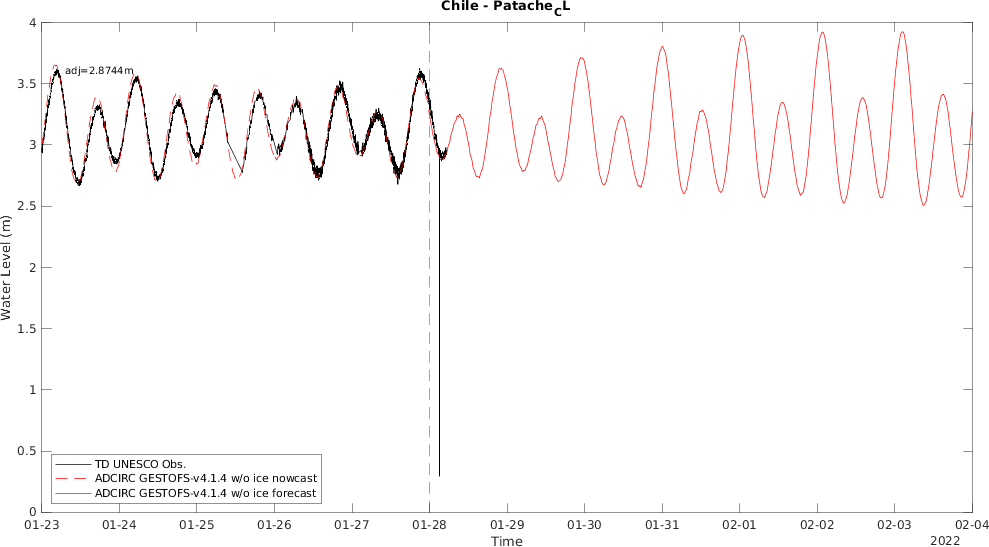 Chile - Patache_CL
adj=2.8744m
Water Level (m)
4
3.5
3
2.5
2
1.5
1
0.5
0
TD UNESCO Obs.
ADCIRC GESTOFS-v4.1.4 w/o ice nowcast
ADCIRC GESTOFS-v4.1.4 w/o ice forecast
01-23 01-24 01-25 01-26 01-27 01-28 01-29 01-30 01-31 02-01 02-02 02-03 02-04
Time
2022